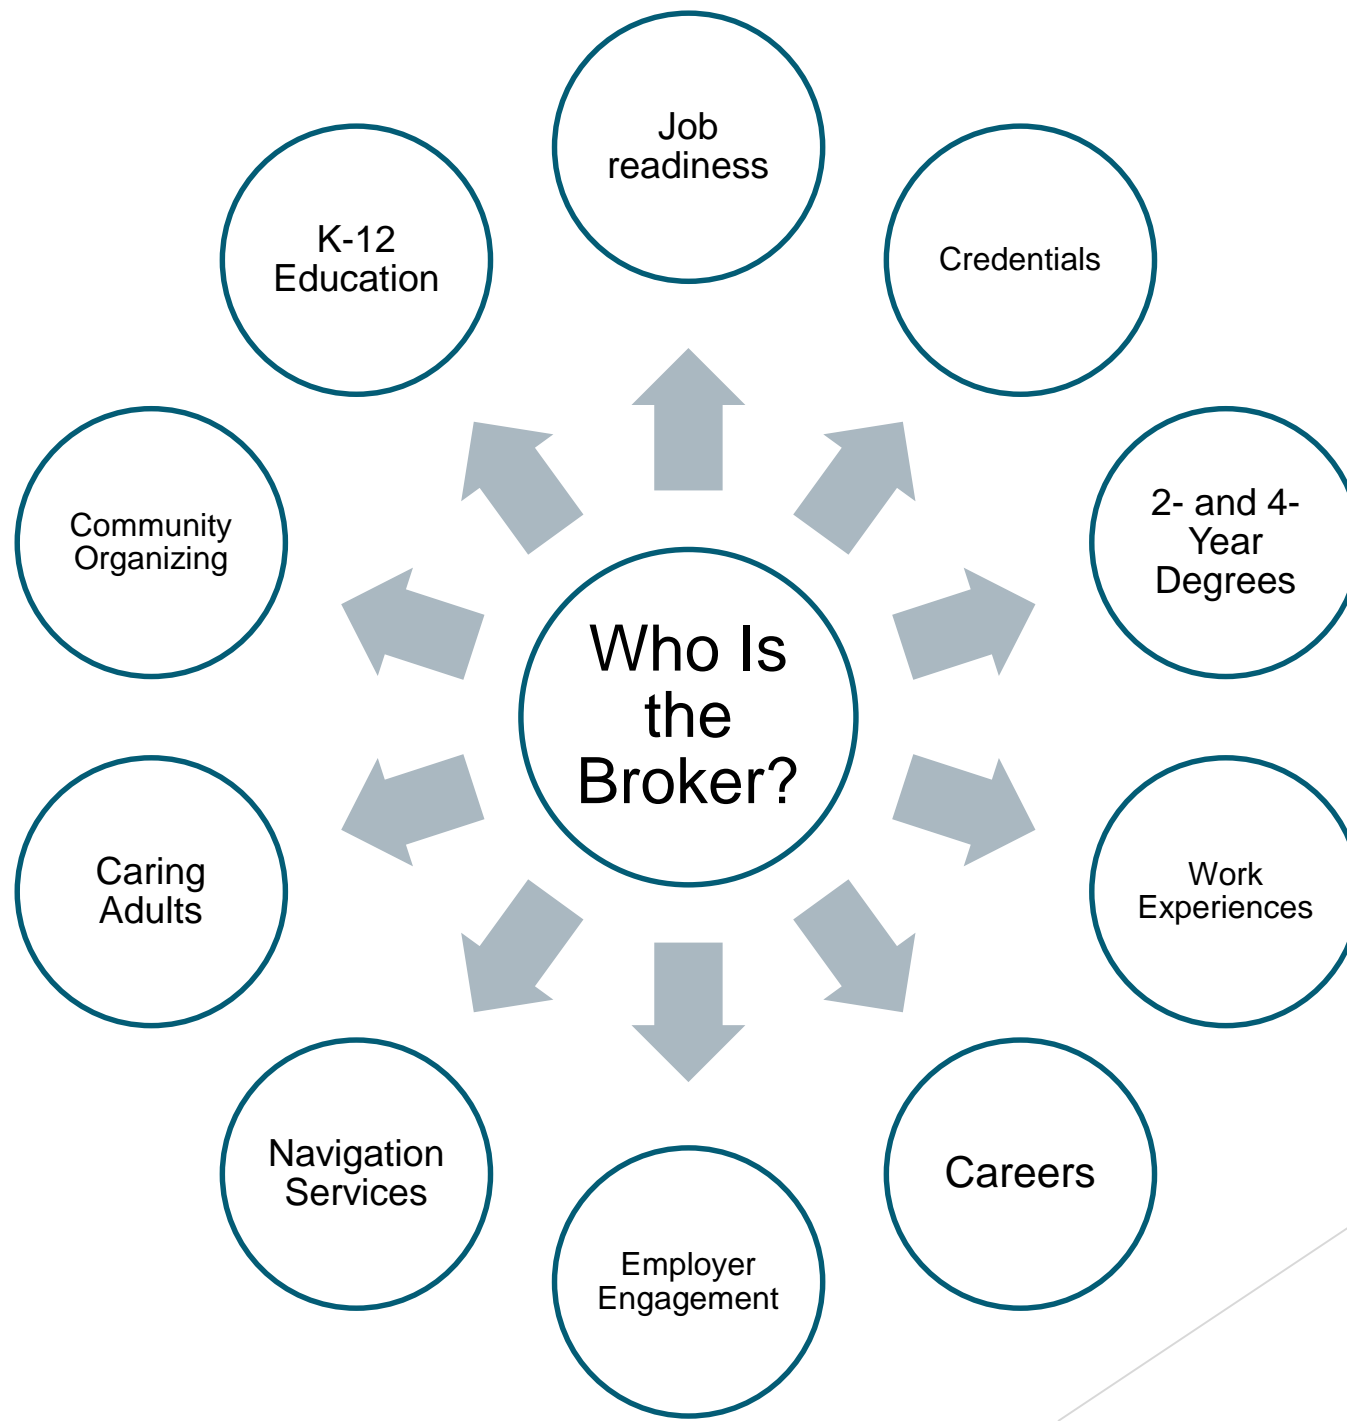 Job
readiness
Credentials
2- and 4-
Year
Degrees
Work
Experiences
Careers
Employer
Engagement
Navigation
Services
Caring
Adults
Community
Organizing
K-12
Education
Who Is
the
Broker?